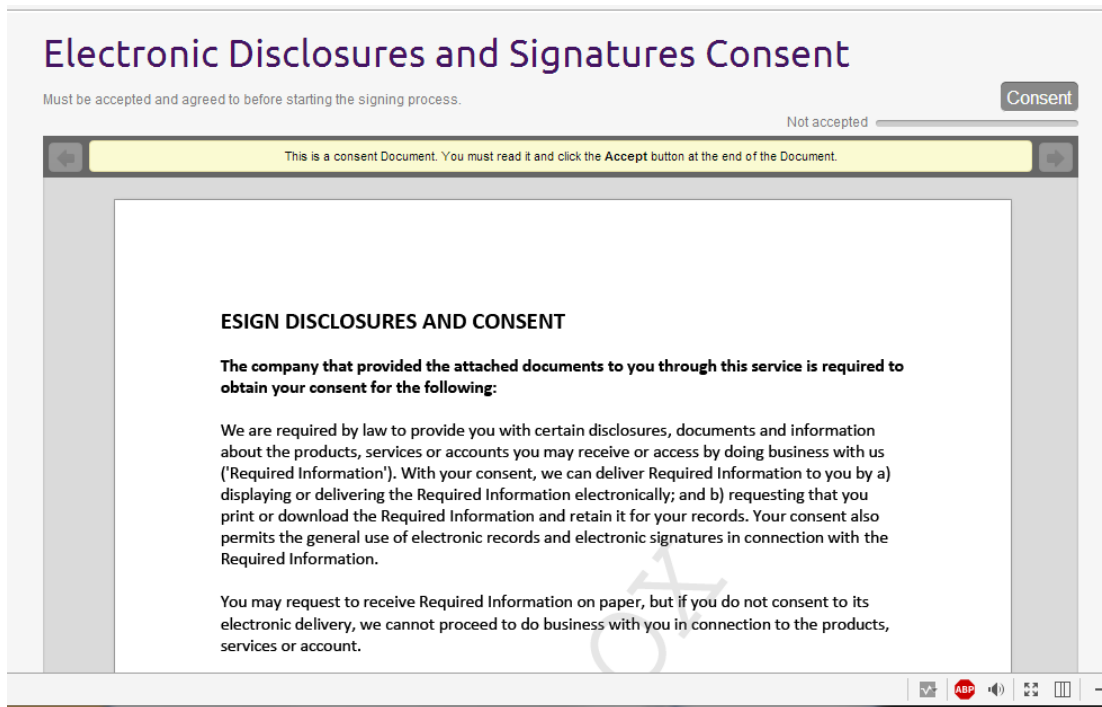 Electronic Disclosures and Signatures Consent
Must be accepted and agreed to before starting the signing process.
Consent
Not accepted
This is a consent Document. You must read it and click the Accept button at the end of the Document.
ESIGN DISCLOSURES AND CONSENT
The company that provided the attached documents to you through this service is required to
obtain your consent for the following:
We are required by law to provide you with certain disclosures, documents and information
about the products, services or accounts you may receive or access by doing business with us
('Required Information'). With your consent, we can deliver Required Information to you by a)
displaying or delivering the Required Information electronically; and b) requesting that you
print or download the Required Information and retain it for your records. Your consent also
permits the general use of electronic records and electronic signatures in connection with the
Required Information.
You may request to receive Required Information on paper, but if you do not consent to its
electronic delivery, we cannot proceed to do business with you in connection to the products,
services or account.
ABP